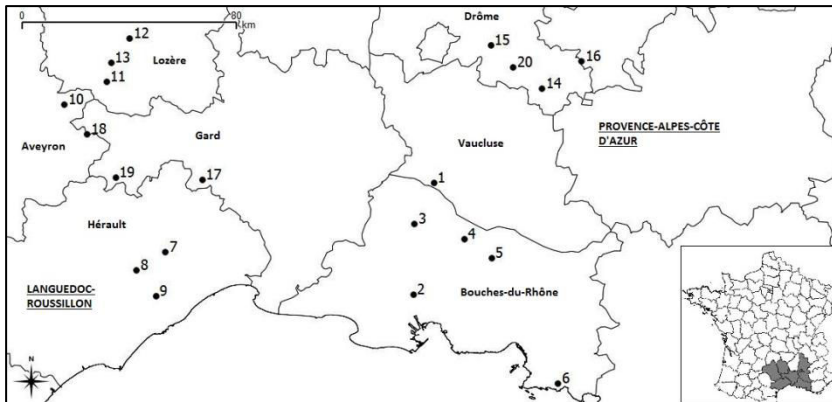 0 80
km
Drôme
12
15
13
Lozère
20
16
11
14
10
18
Gard
PROVENCE-ALPES-CÔTE
D'AZUR
Aveyron
Vaucluse
19
17
1
3
Hérault
4
7
5
8
LANGUEDOC-
ROUSSILLON
9
2
Bouches-du-Rhône
N
6